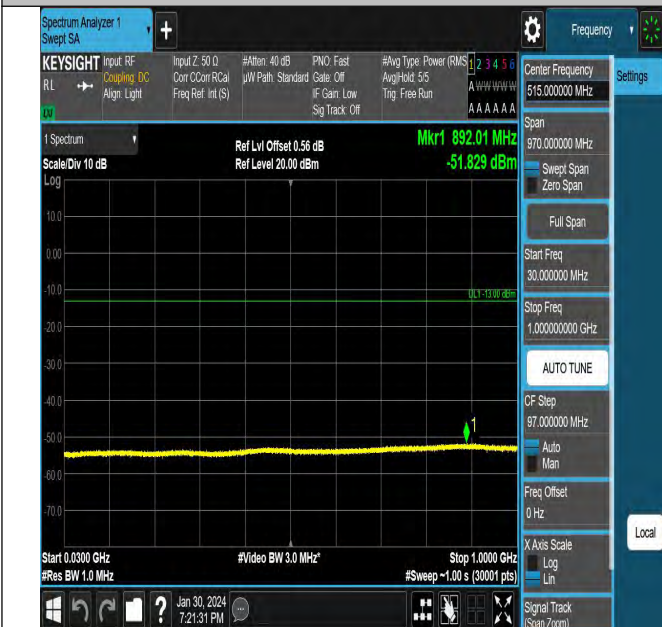 Spectrum Analyzer 1
Swept SA
+
Frequency
KEYSIGHT
RL
Input: RF
Coupling: DC
Align: Light
Input Z: 50 Ω
Corr CCorr RCal
Freq Ref: Int (S)
#Atten: 40 dB
µW Path: Standard
PNO: Fast
Gate: Off
IF Gain: Low
Sig Track: Off
#Avg Type: Power (RMS
Avg|Hold: 5/5
Trig: Free Run
1 2 3 4 5 6
A W W W W W
A A A A A A
1 Spectrum
Scale/Div 10 dB
Log
Ref Lvl Offset 0.56 dB
Ref Level 20.00 dBm
Mkr1 892.01 MHz
-51.829 dBm
10.0
0.00
-10.0
DL1 -13.00 dBm
-20.0
-30.0
-40.0
1
-50.0
-60.0
-70.0
Start 0.0300 GHz
#Res BW 1.0 MHz
#Video BW 3.0 MHz*
Stop 1.0000 GHz
#Sweep ~1.00 s (30001 pts)
Jan 30, 2024
7:21:31 PM
Center Frequency
515.000000 MHz
Settings
Span
970.000000 MHz
Swept Span
Zero Span
Full Span
Start Freq
30.000000 MHz
Stop Freq
1.000000000 GHz
AUTO TUNE
CF Step
97.000000 MHz
Auto
Man
Freq Offset
0 Hz
Local
X Axis Scale
Log
Lin
Signal Track
(Span Zoom)